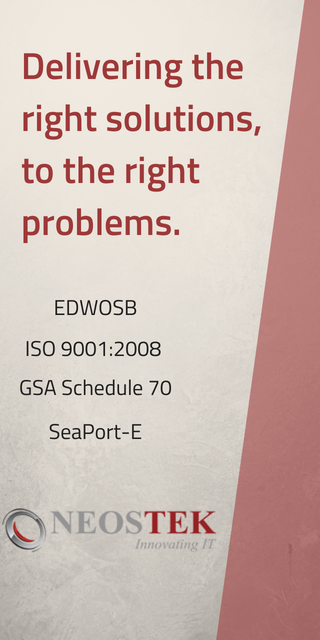 Delivering the
right solutions,
to the right
problems.
EDWOSB
ISO 9001:2008
GSA Schedule 70
SeaPort-E
NEOSTEK
Innovating IT